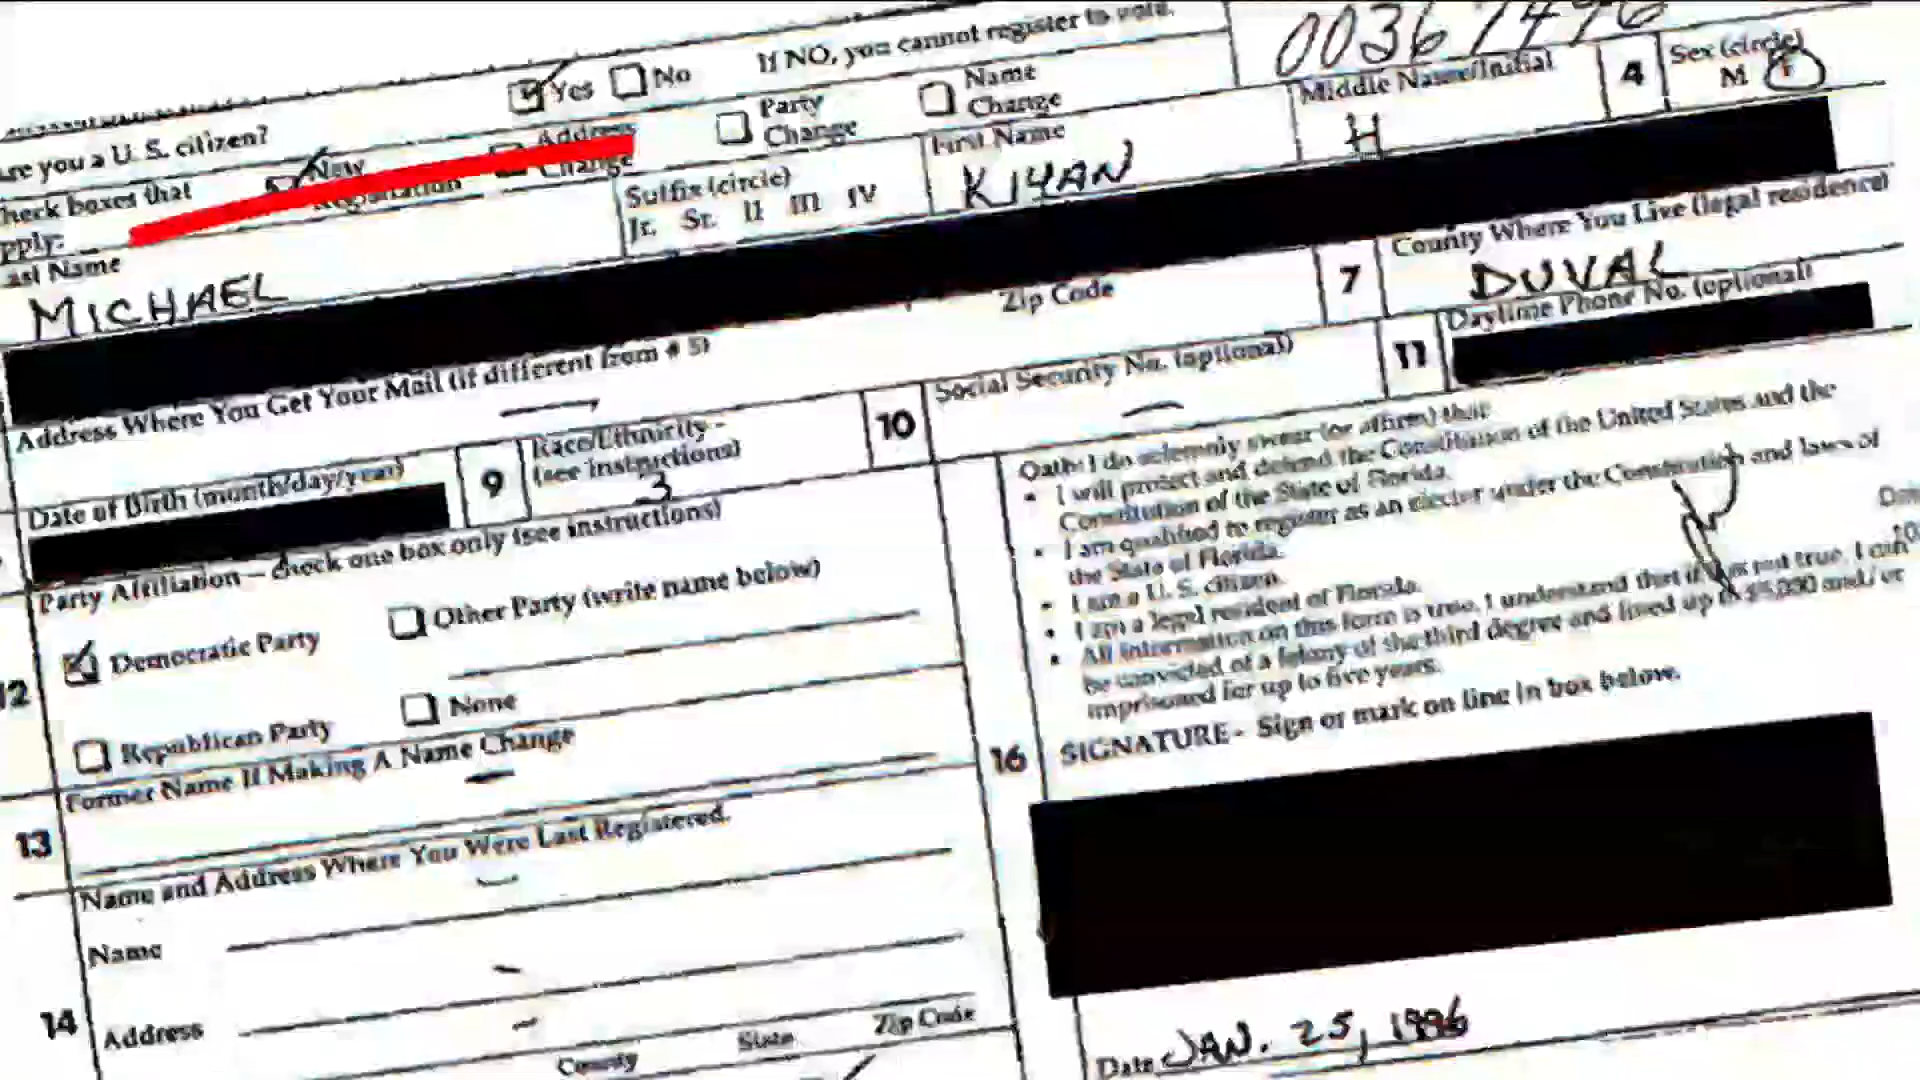 If NO, you cannot register to vote.
Are you a U. S. citizen?
Yes No
Check boxes that apply:
New Registration
Address Change
Party Change
Name Change
Last Name
MICHAEL
Suffix (circle)
Jr. Sr. II III IV
First Name
KIYAN
Middle Name/Initial
H
4
Sex (circle)
M F
Zip Code
7
County Where You Live (legal residence)
DUVAL
Address Where You Get Your Mail (if different from # 5)
Date of Birth (month/day/year)
9
Race/Ethnicity -
(see instructions)
3
10
Social Security No. (optional)
11
Daytime Phone No. (optional)
12
Party Affiliation — check one box only (see instructions)
Democratic Party
Other Party (write name below)
Republican Party
None
13
Former Name If Making A Name Change
14
Name and Address Where You Were Last Registered.
Name
Address
County State Zip Code
Oath: I do solemnly swear (or affirm) that:
• I will protect and defend the Constitution of the United States and the
Constitution of the State of Florida.
• I am qualified to register as an elector under the Constitution and laws of
the State of Florida.
• I am a U. S. citizen.
• I am a legal resident of Florida.
• All information on this form is true. I understand that if it is not true, I can
be convicted of a felony of the third degree and fined up to $5,000 and/or
imprisoned for up to five years.
16
SIGNATURE - Sign or mark on line in box below.
Date JAN. 25, 1996